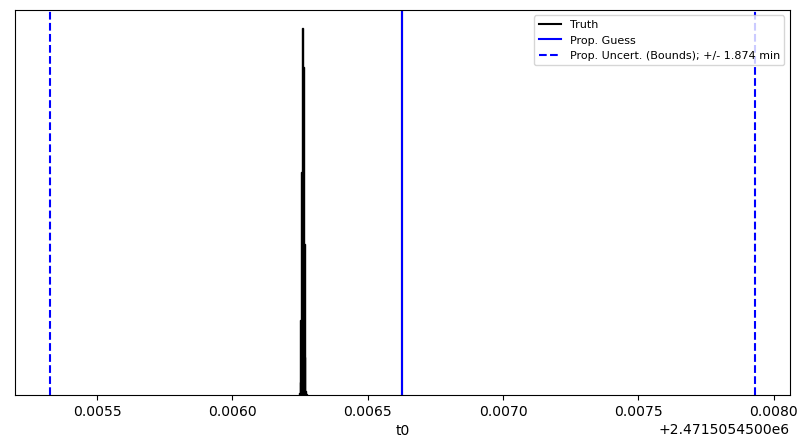 Truth
Prop. Guess
Prop. Uncert. (Bounds); +/- 1.874 min
0.0055 0.0060 0.0065 0.0070 0.0075 0.0080
t0
+2.4715054500e6